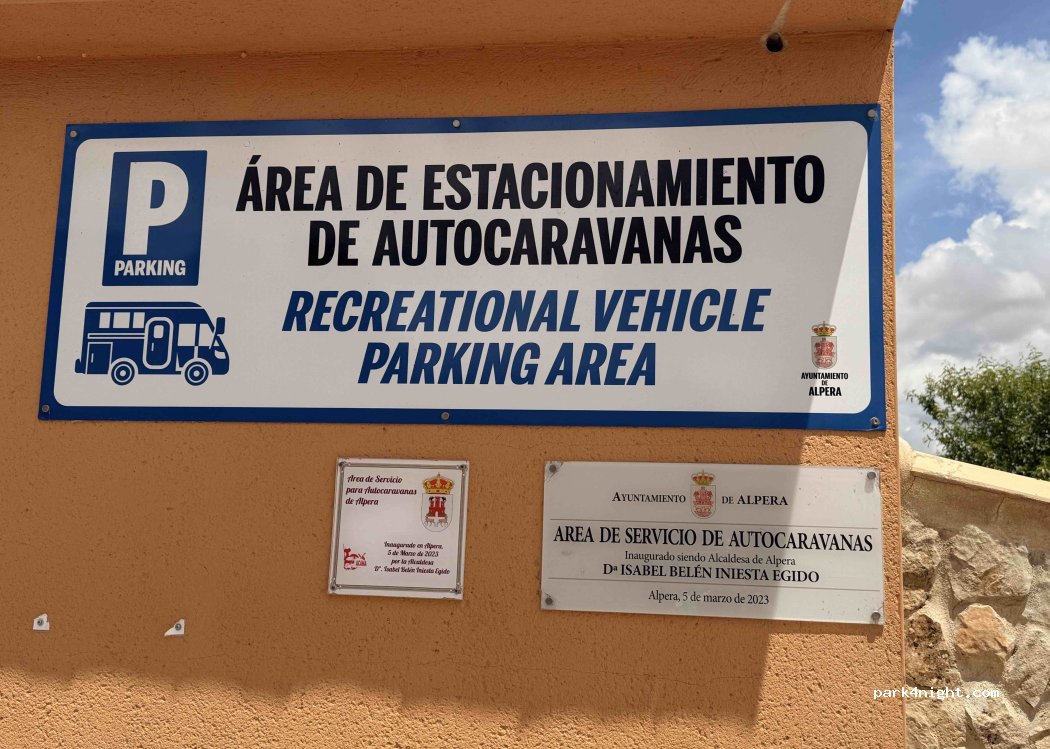 P
PARKING
ÁREA DE ESTACIONAMIENTO
DE AUTOCARAVANAS
RECREATIONAL VEHICLE
PARKING AREA
AYUNTAMIENTO
DE
ALPERA
Area de Servicio
para Autocaravanas
de Alpera
Inaugurado en Alpera,
5 de Marzo de 2023
por la Alcaldesa
Dª. Isabel Belén Iniesta Egido
AYUNTAMIENTO DE ALPERA
AREA DE SERVICIO DE AUTOCARAVANAS
Inaugurado siendo Alcaldesa de Alpera
Dª ISABEL BELÉN INIESTA EGIDO
Alpera, 5 de marzo de 2023
park4night.com